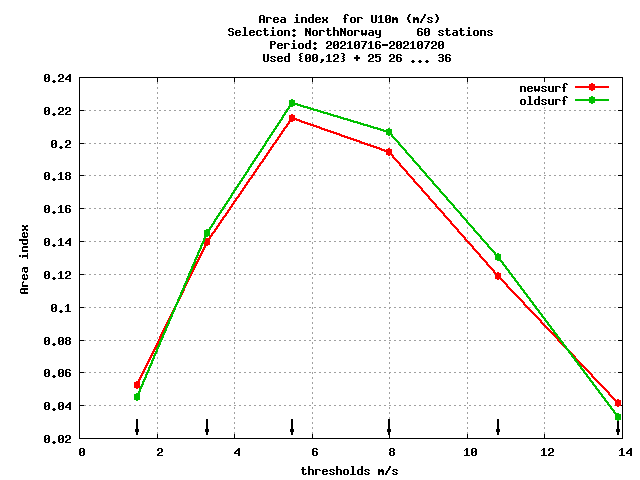 Area index  for U10m (m/s)
Selection: NorthNorway     60 stations
Period: 20210716-20210720
Used {00,12} + 25 26 ... 36
newsurf
oldsurf
0.24
0.22
0.2
0.18
0.16
0.14
0.12
0.1
0.08
0.06
0.04
0.02
Area index
0 2 4 6 8 10 12 14
thresholds m/s